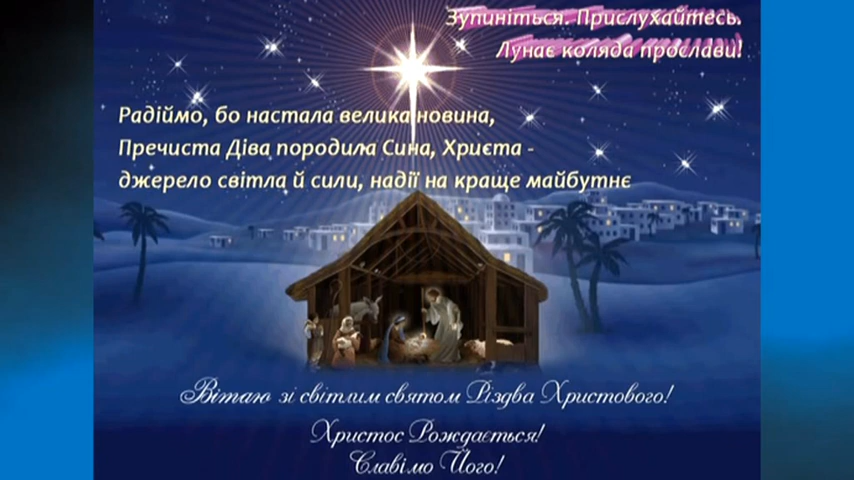 Зупиніться. Прислухайтесь.
Лунає коляда прослави!
Радіймо, бо настала велика новина,
Пречиста Діва породила Сина, Христа -
джерело світла й сили, надії на краще майбутнє
Вітаю зі світлим святом Різдва Христового!
Христос Рождається!
Славімо Його!